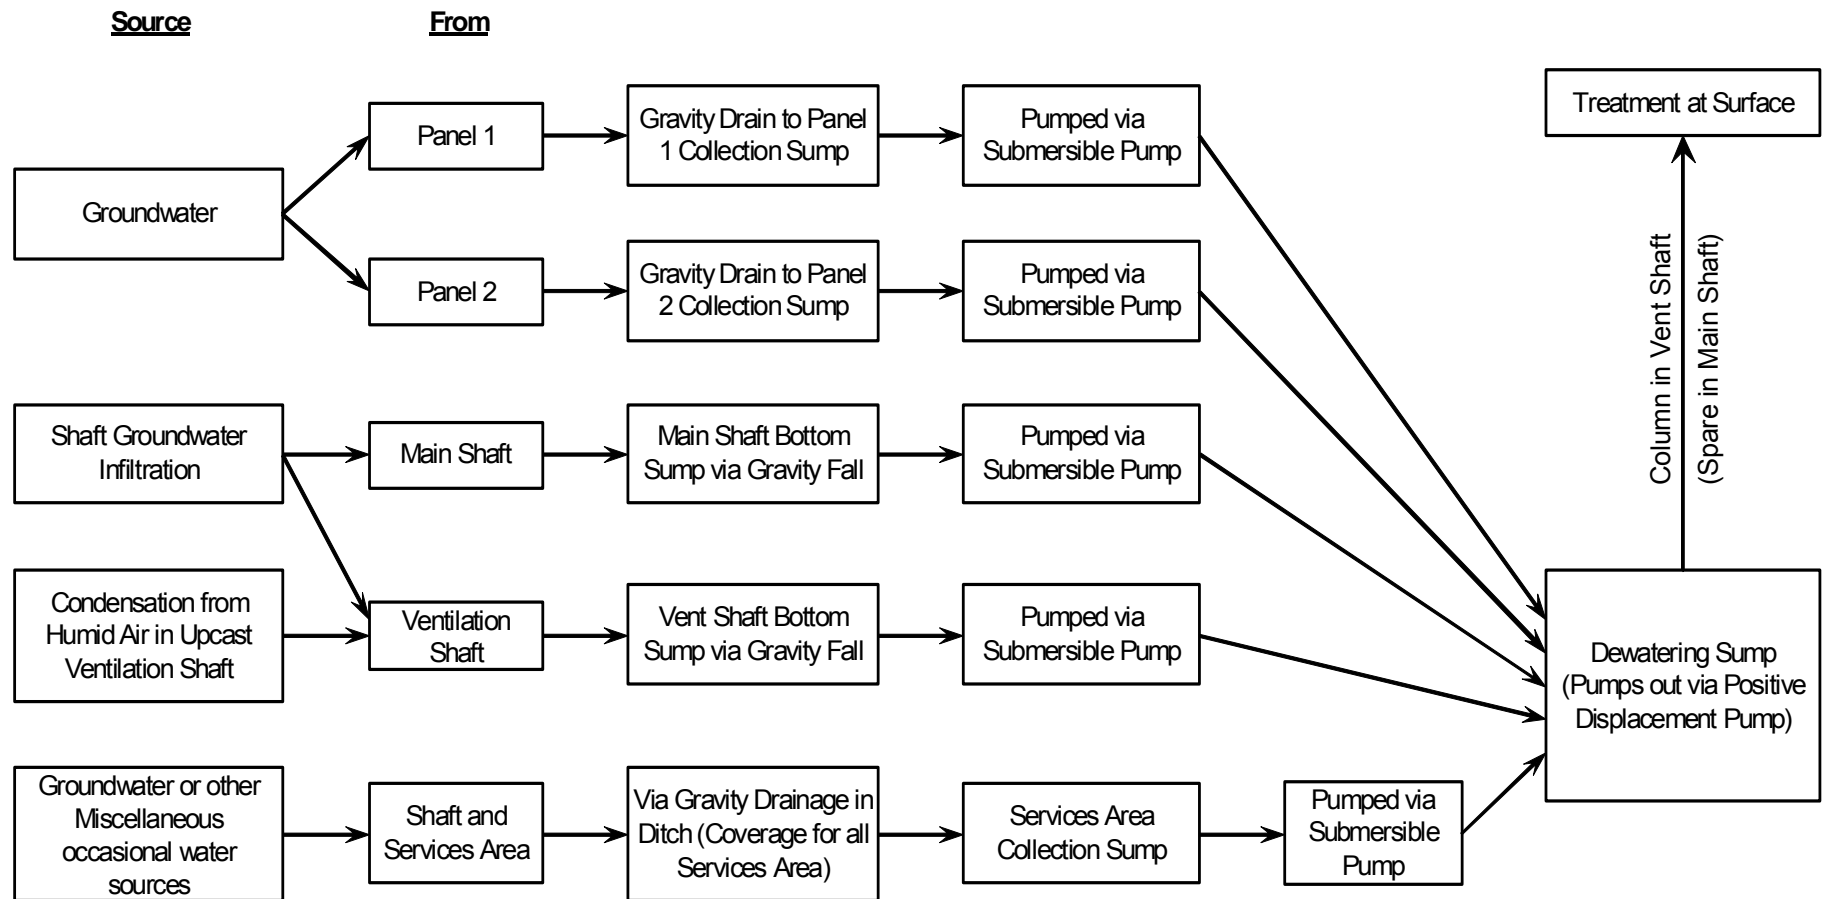 Source
From
Groundwater
Panel 1
Gravity Drain to Panel
1 Collection Sump
Pumped via
Submersible Pump
Treatment at Surface
Panel 2
Gravity Drain to Panel
2 Collection Sump
Pumped via
Submersible Pump
Column in Vent Shaft
(Spare in Main Shaft)
Shaft Groundwater
Infiltration
Main Shaft
Main Shaft Bottom
Sump via Gravity Fall
Pumped via
Submersible Pump
Condensation from
Humid Air in Upcast
Ventilation Shaft
Ventilation
Shaft
Vent Shaft Bottom
Sump via Gravity Fall
Pumped via
Submersible Pump
Dewatering Sump
(Pumps out via Positive
Displacement Pump)
Groundwater or other
Miscellaneous
occasional water
sources
Shaft and
Services Area
Via Gravity Drainage in
Ditch (Coverage for all
Services Area)
Services Area
Collection Sump
Pumped via
Submersible
Pump